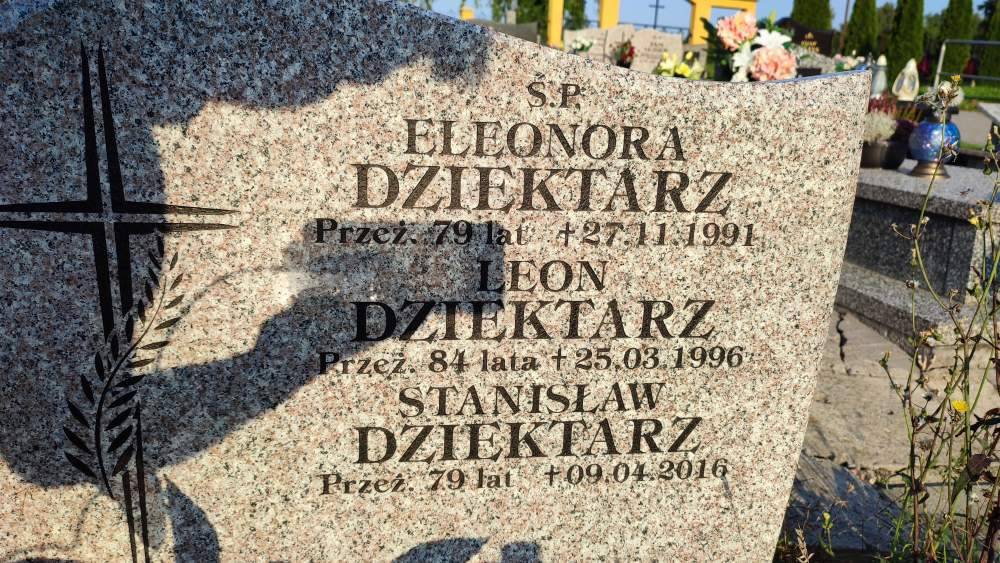 Ś.P.
ELEONORA
DZIEKTARZ
Przeż. 79 lat †27.11.1991
LEON
DZIEKTARZ
Przeż. 84 lata †25.03.1996
STANISŁAW
DZIEKTARZ
Przeż. 79 lat †09.04.2016